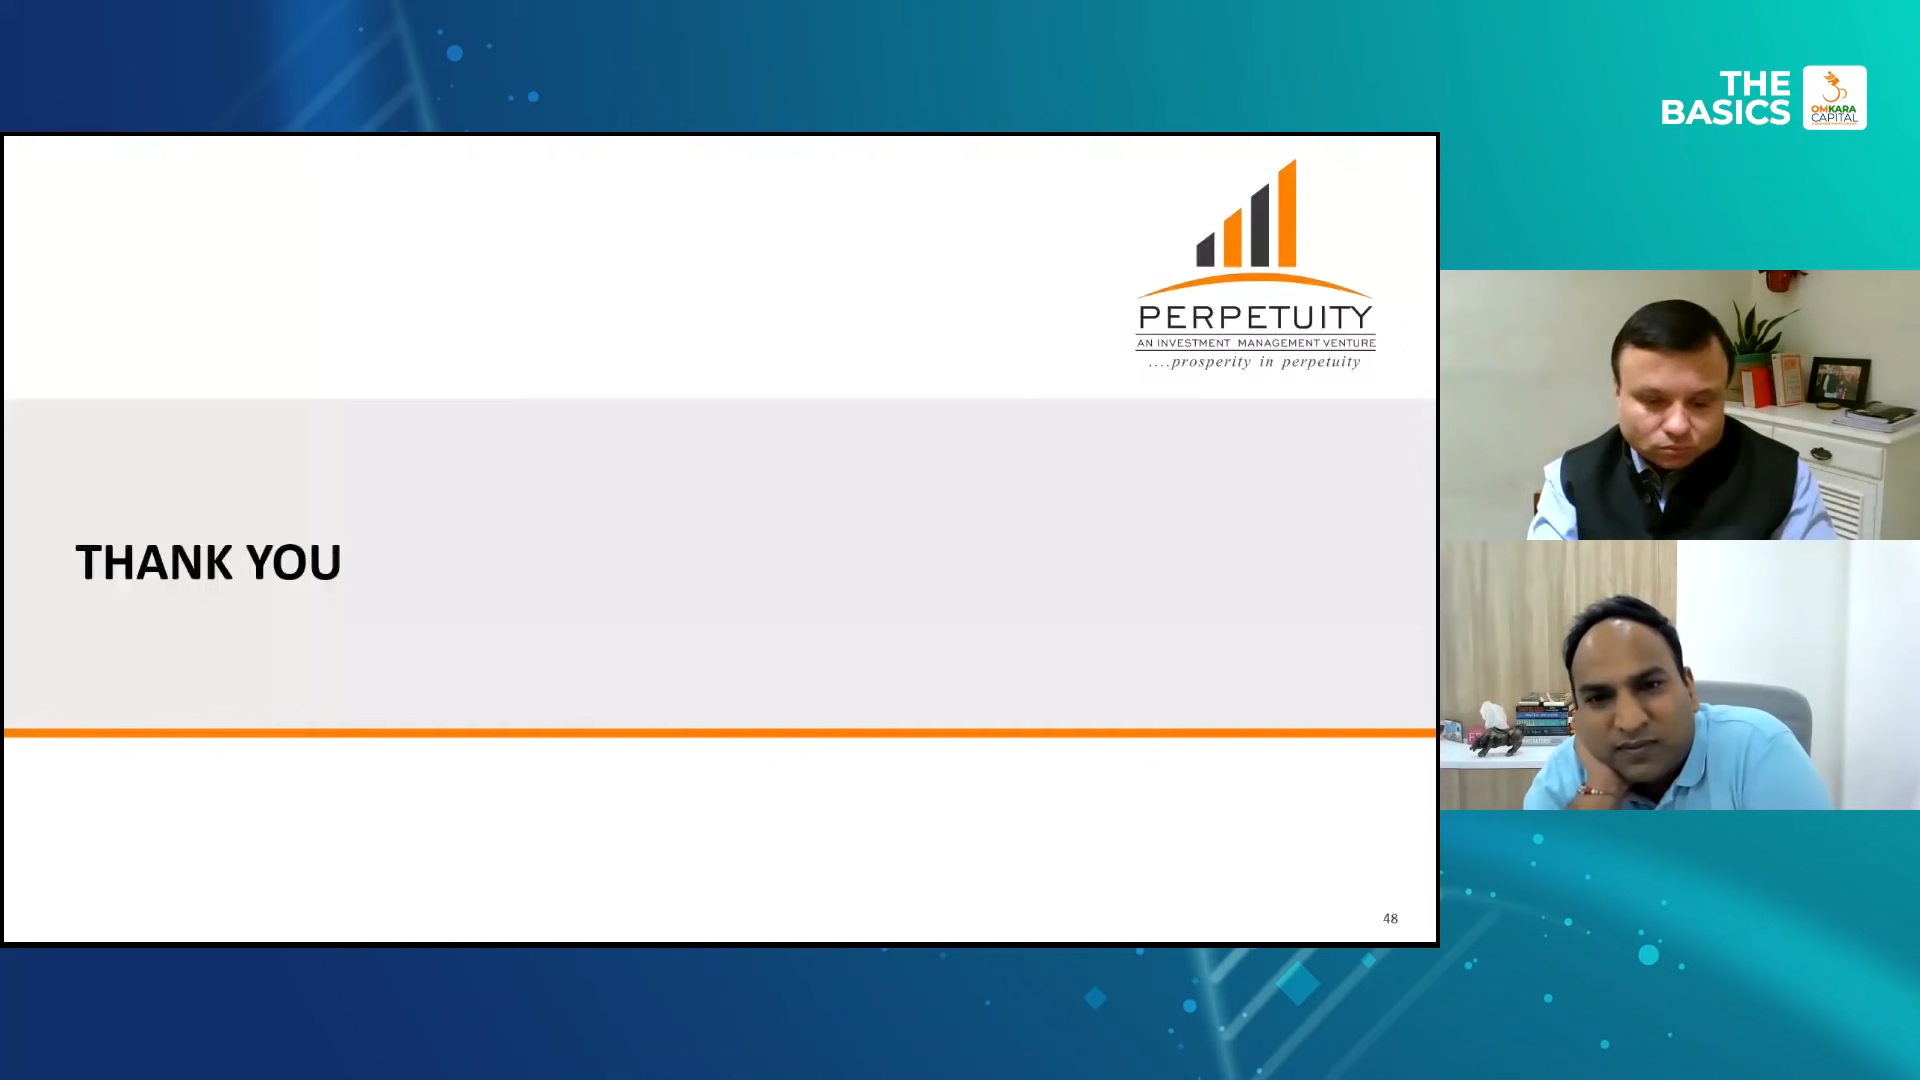 THE
BASICS
OMKARA
CAPITAL
PERPETUITY
AN INVESTMENT MANAGEMENT VENTURE
....prosperity in perpetuity
THANK YOU
48